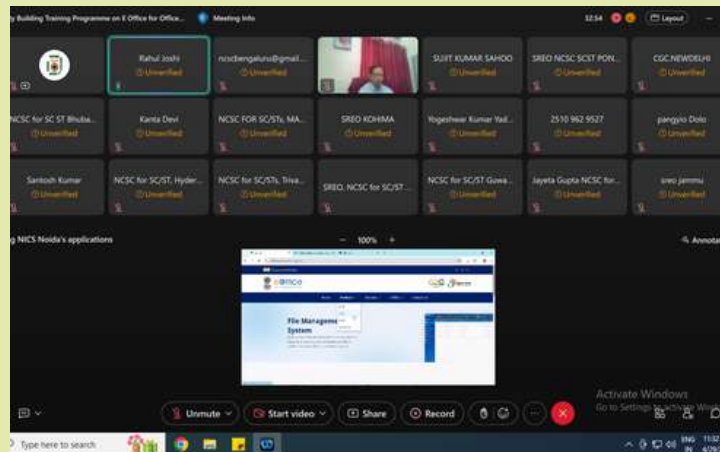 y Building Training Programme on E Office for Office...
Meeting Info
12:54
Layout
Rahul Joshi
Unverified
ncscbengaluru@gmail....
Unverified
SUJIT KUMAR SAHOO
Unverified
SREO NCSC SCST PON...
Unverified
CGC.NEWDELHI
Unverified
NCSC for SC ST Bhuba...
Unverified
Kanta Devi
Unverified
NCSC FOR SC/STs, MA...
Unverified
SREO KOHIMA
Unverified
Yogeshwar Kumar Yad...
Unverified
2510 962 9527
Unverified
pangyio Dolo
Unverified
Santosh Kumar
Unverified
NCSC for SC/ST, Hyder...
Unverified
NCSC for SC/STs, Triva...
Unverified
SREO, NCSC for SC/ST ...
NCSC for SC/ST Guwa...
Unverified
Jayeta Gupta NCSC for...
Unverified
sreo jammu
Unverified
g NICS Noida's applications
100%
Annota
eOffice
File Management
System
Activate Windows
Go to Settings to activate Wind
Unmute
Start video
Share
Record
Type here to search
ENG
IN
11:32